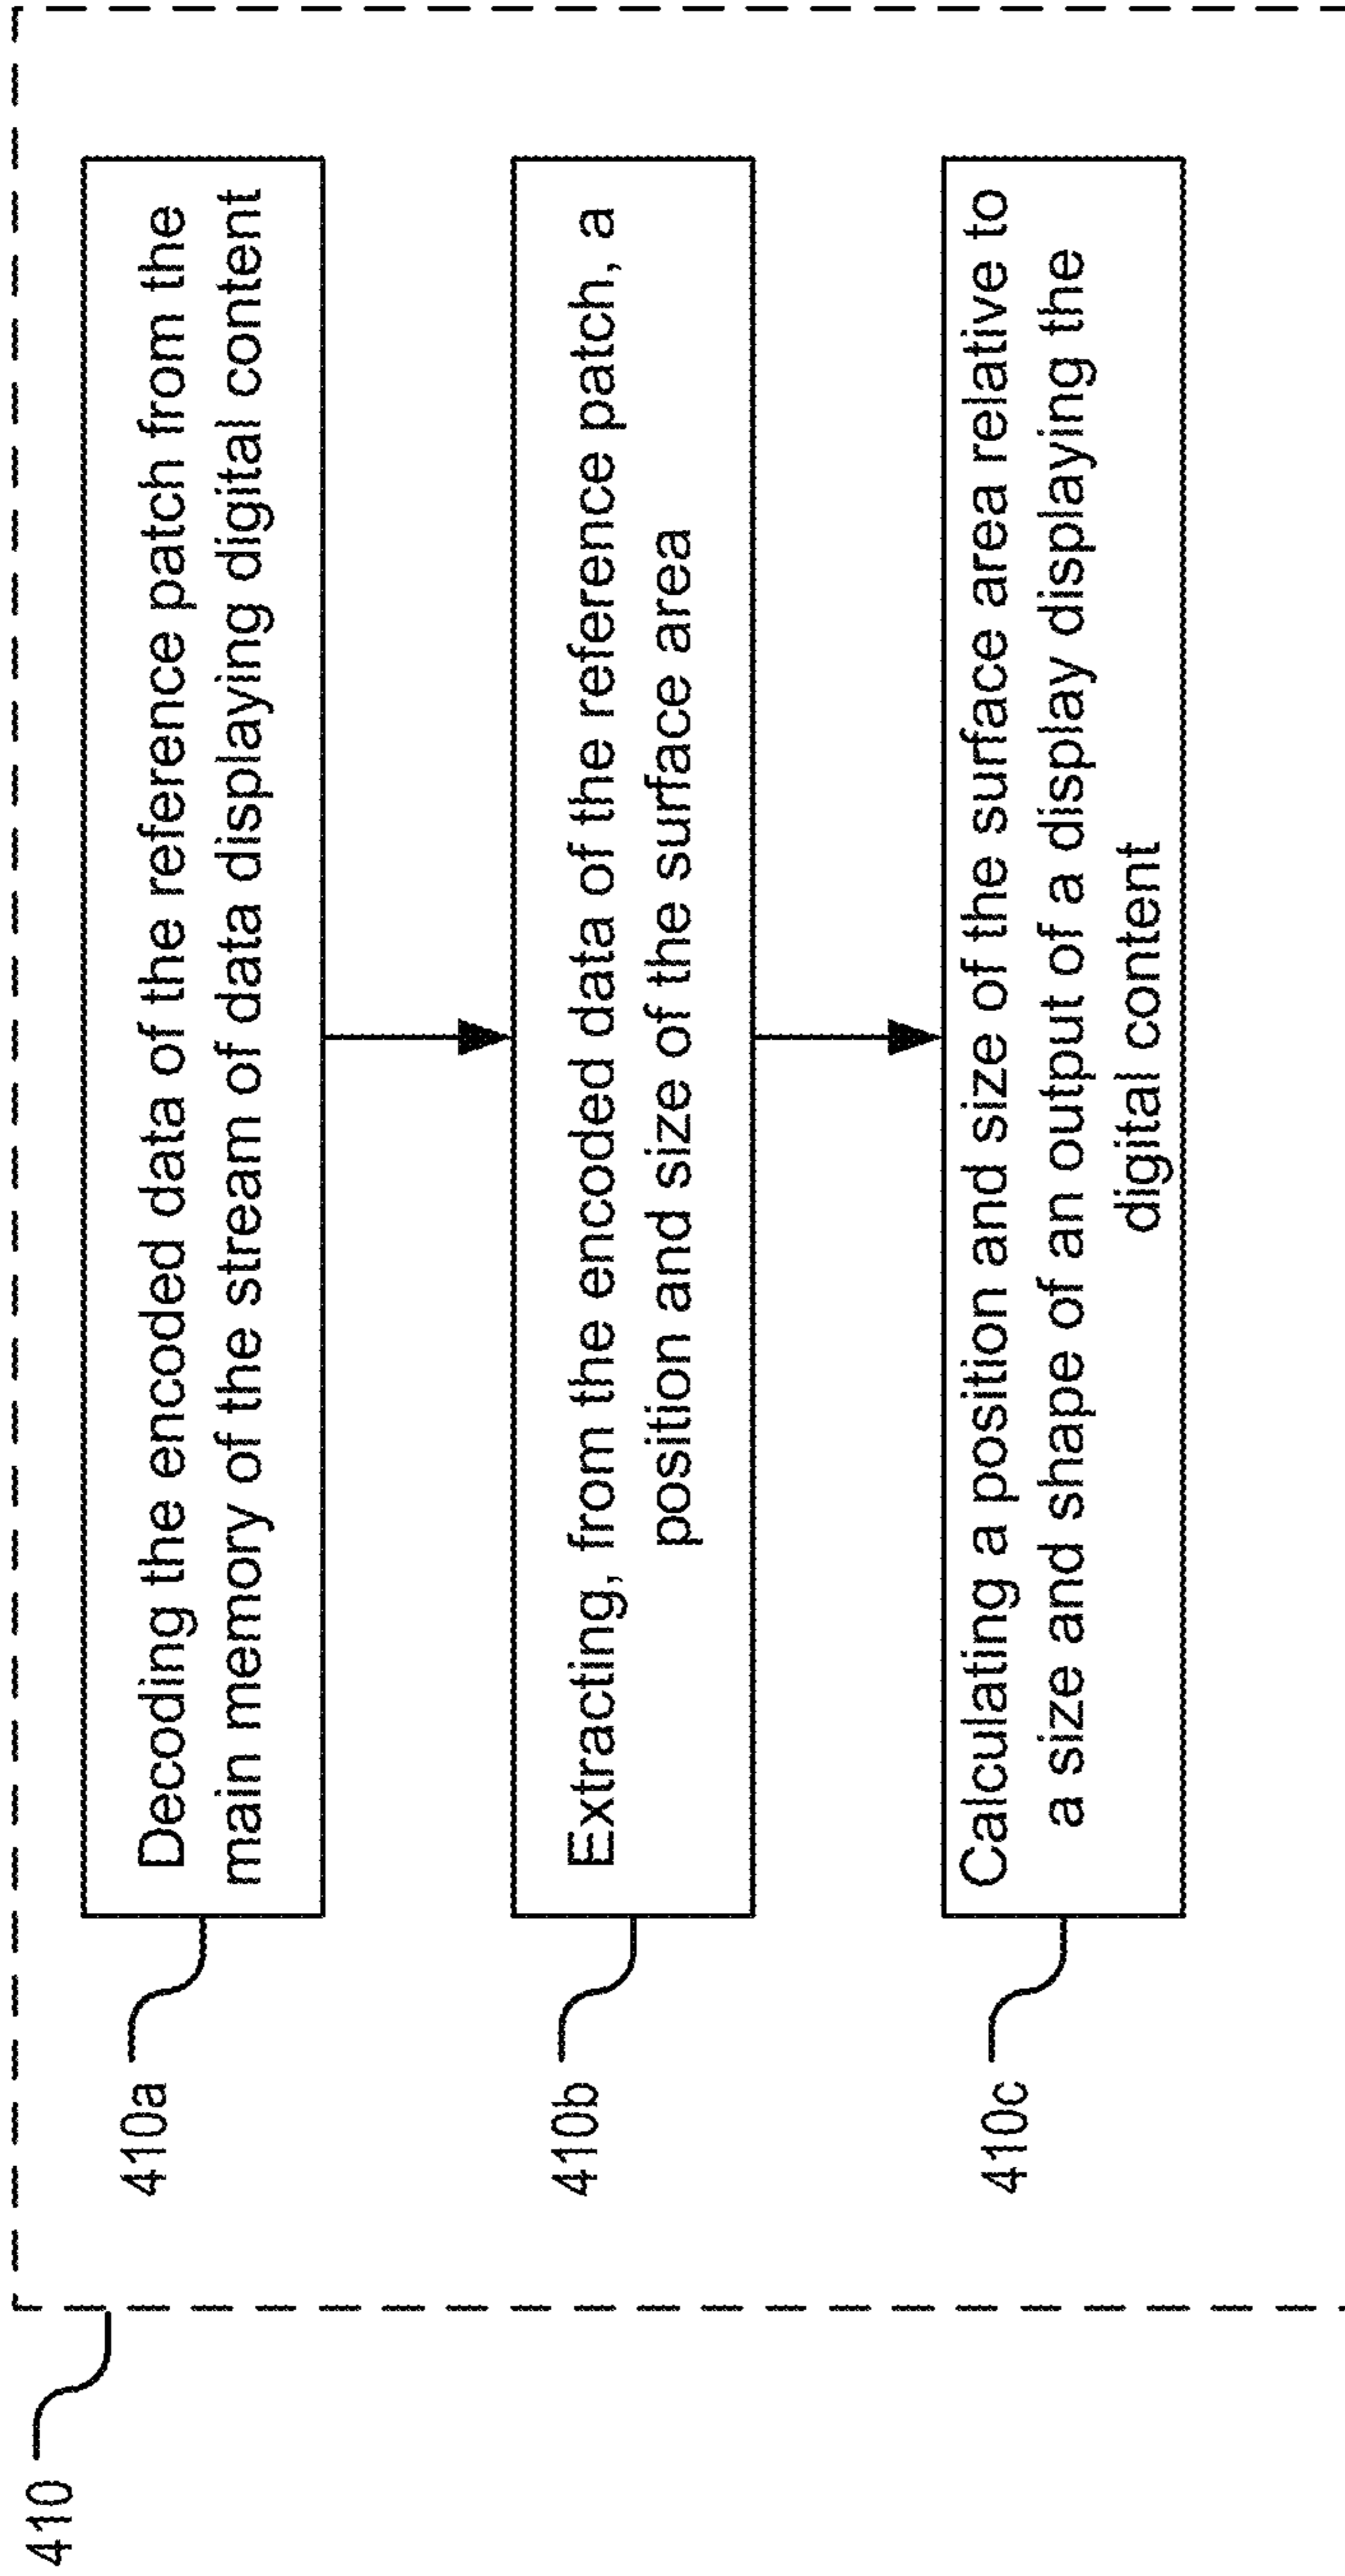 410
410a
Decoding the encoded data of the reference patch from the
main memory of the stream of data displaying digital content
410b
Extracting, from the encoded data of the reference patch, a
position and size of the surface area
410c
Calculating a position and size of the surface area relative to
a size and shape of an output of a display displaying the
digital content